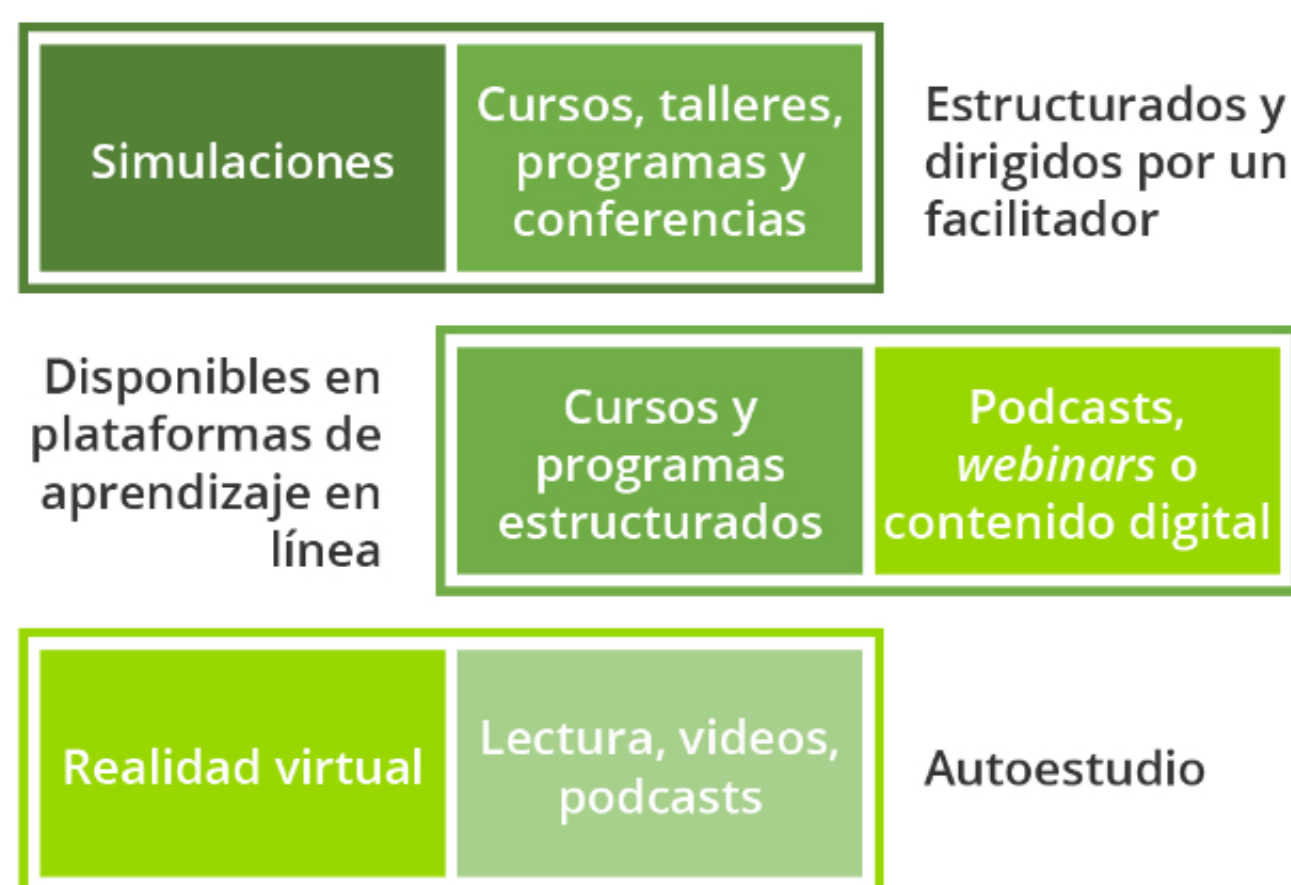 Simulaciones
Cursos, talleres,
programas y
conferencias
Estructurados y
dirigidos por un
facilitador
Disponibles en
plataformas de
aprendizaje en
línea
Cursos y
programas
estructurados
Podcasts,
webinars o
contenido digital
Realidad virtual
Lectura, videos,
podcasts
Autoestudio